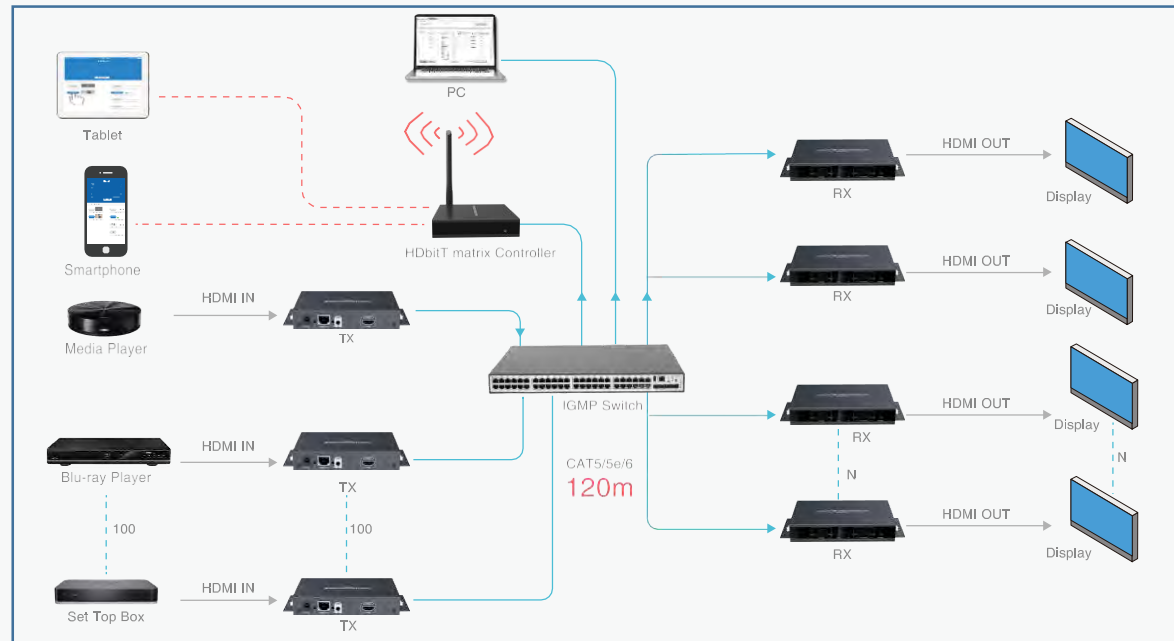 PC
Tablet
HDbitT matrix Controller
Smartphone
HDMI IN
Media Player
TX
IGMP Switch
HDMI IN
Blu-ray Player
TX
CAT5/5e/6
120m
100
100
HDMI IN
Set Top Box
TX
HDMI OUT
RX
Display
HDMI OUT
RX
Display
HDMI OUT
RX
Display
N
N
HDMI OUT
RX
Display